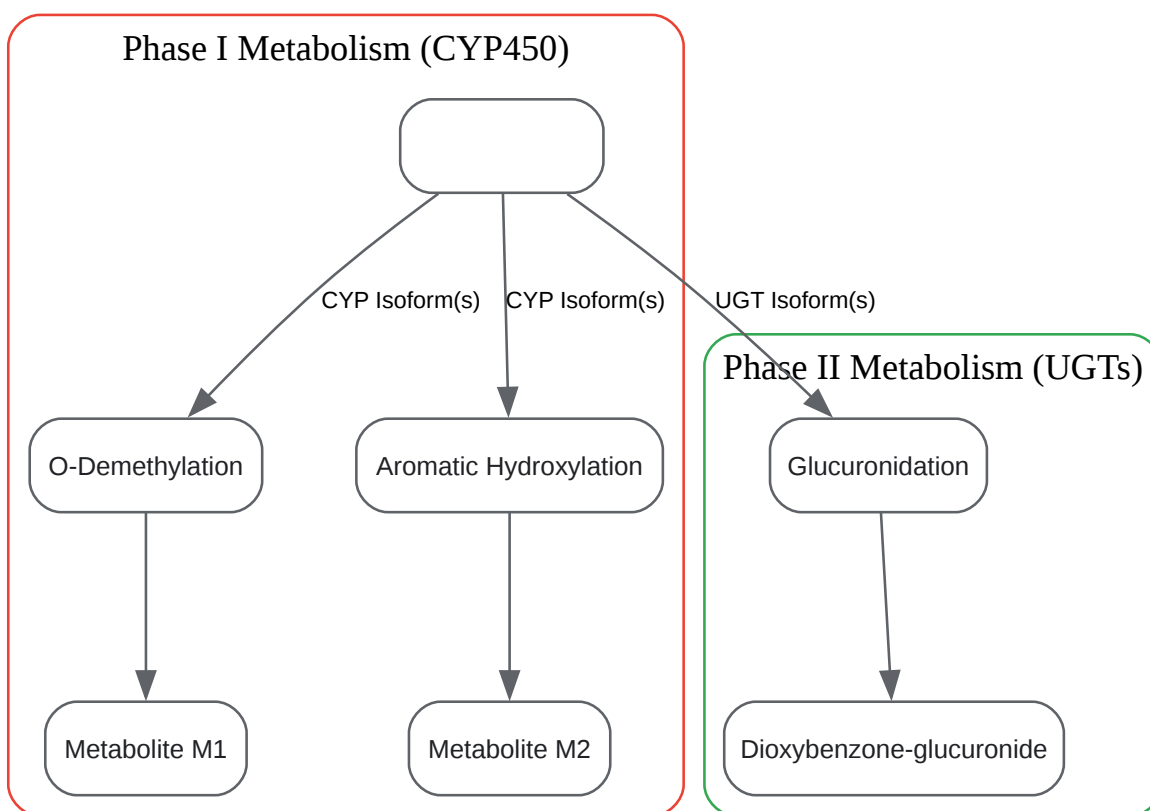 Phase I Metabolism (CYP450)
CYP Isoform(s)
CYP Isoform(s)
UGT Isoform(s)
Phase II Metabolism (UGTs)
O-Demethylation
Aromatic Hydroxylation
Glucuronidation
Metabolite M1
Metabolite M2
Dioxybenzone-glucuronide